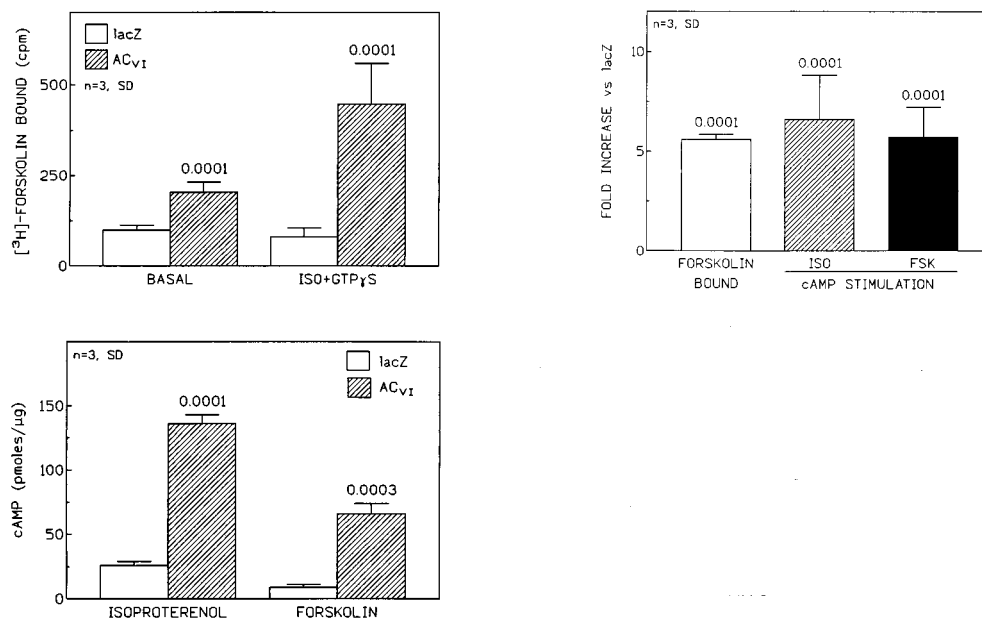 lacZ
AC_VI
n=3, SD
[³H]-FORSKOLIN BOUND (cpm)
500
250
0
0.0001
0.0001
BASAL
ISO+GTPγS
n=3, SD
FOLD INCREASE vs lacZ
10
5
0
0.0001
0.0001
0.0001
FORSKOLIN BOUND
ISO
FSK
cAMP STIMULATION
n=3, SD
lacZ
AC_VI
cAMP (pmoles/µg)
150
100
50
0
0.0001
0.0003
ISOPROTERENOL
FORSKOLIN